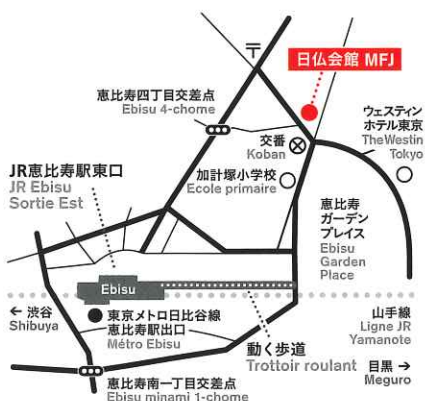 〒
日仏会館 MFJ
恵比寿四丁目交差点
Ebisu 4-chome
ウェスティン
ホテル東京
The Westin
Tokyo
交番
Koban
加計塚小学校
Ecole primaire
JR恵比寿駅東口
JR Ebisu
Sortie Est
恵比寿
ガーデン
プレイス
Ebisu
Garden
Place
Ebisu
← 渋谷
Shibuya
東京メトロ日比谷線
恵比寿駅出口
Métro Ebisu
動く歩道
Trottoir roulant
山手線
Ligne JR
Yamanote
目黒 →
Meguro
恵比寿南一丁目交差点
Ebisu minami 1-chome